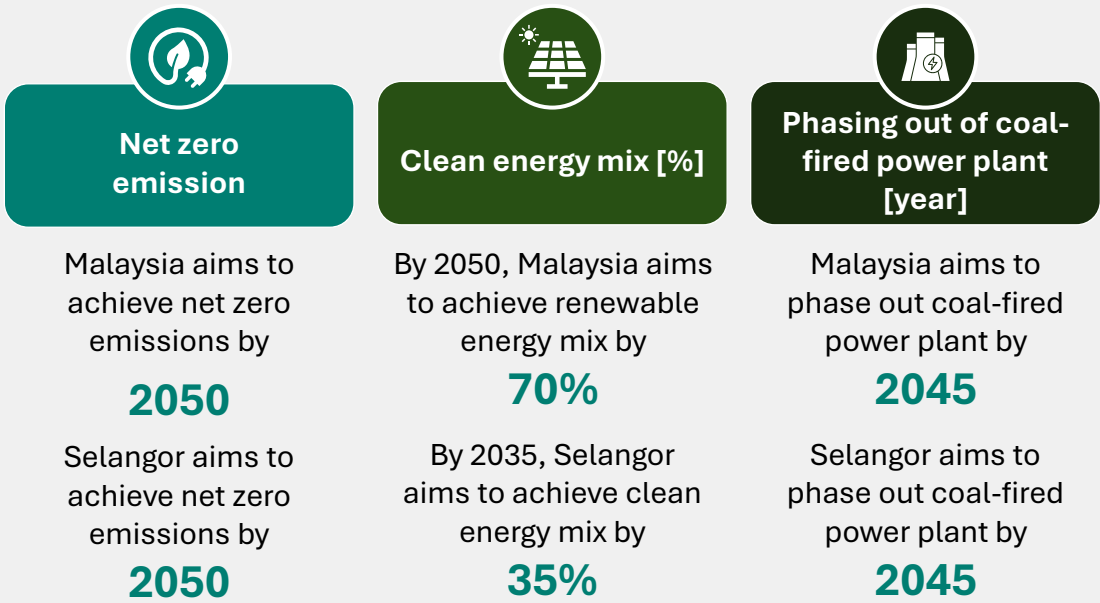 Net zero
emission
Malaysia aims to
achieve net zero
emissions by
2050
Selangor aims to
achieve net zero
emissions by
2050
Clean energy mix [%]
By 2050, Malaysia aims
to achieve renewable
energy mix by
70%
By 2035, Selangor
aims to achieve clean
energy mix by
35%
Phasing out of coal-
fired power plant
[year]
Malaysia aims to
phase out coal-fired
power plant by
2045
Selangor aims to
phase out coal-fired
power plant by
2045